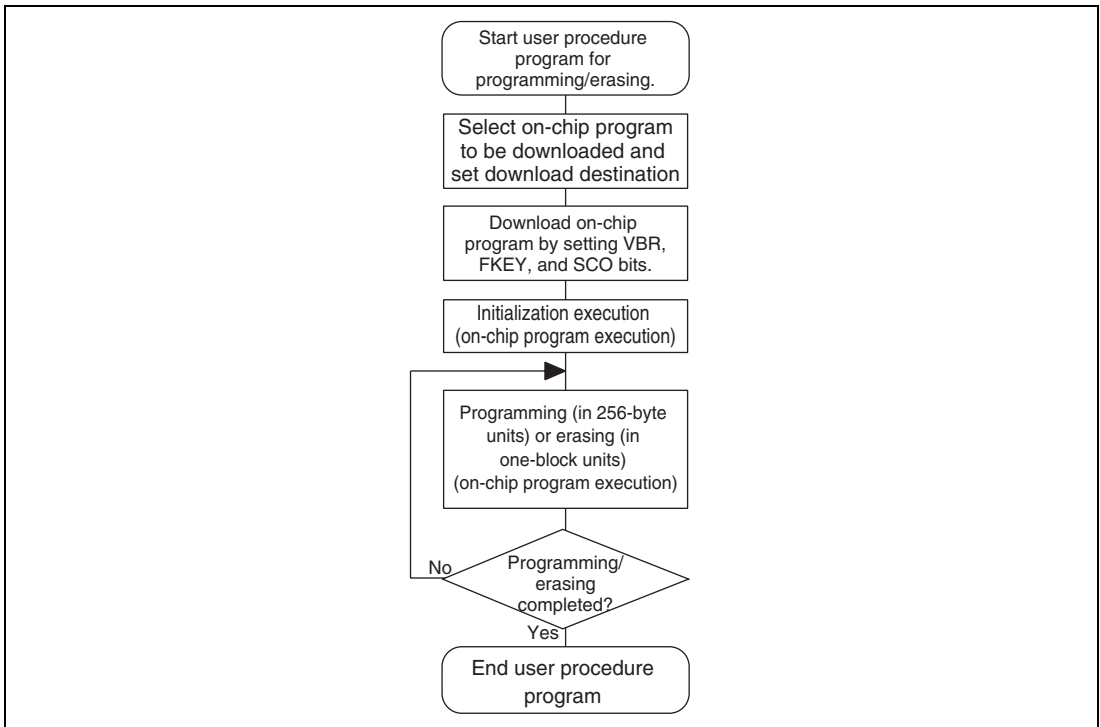 Start user procedure
program for
programming/erasing.
Select on-chip program
to be downloaded and
set download destination
Download on-chip
program by setting VBR,
FKEY, and SCO bits.
Initialization execution
(on-chip program execution)
Programming (in 256-byte
units) or erasing (in
one-block units)
(on-chip program execution)
No
Programming/
erasing
completed?
Yes
End user procedure
program